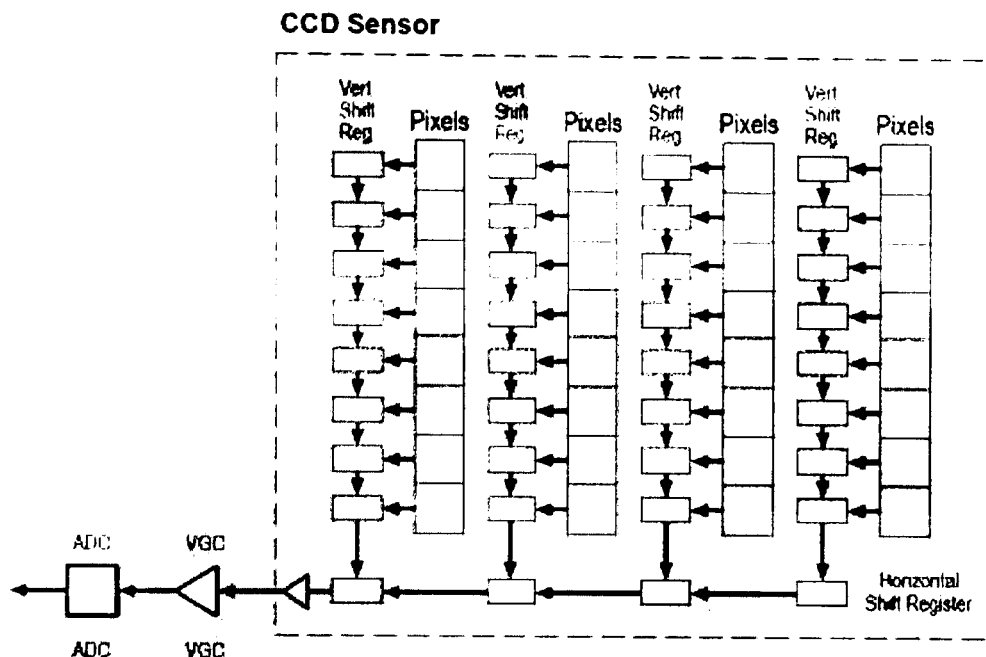 CCD Sensor
Vert
Shift
Reg
Pixels
Vert
Shift
Reg
Pixels
Vert
Shift
Reg
Pixels
Vert
Shift
Reg
Pixels
ADC
VGC
Horizontal
Shift Register
ADC
VGC